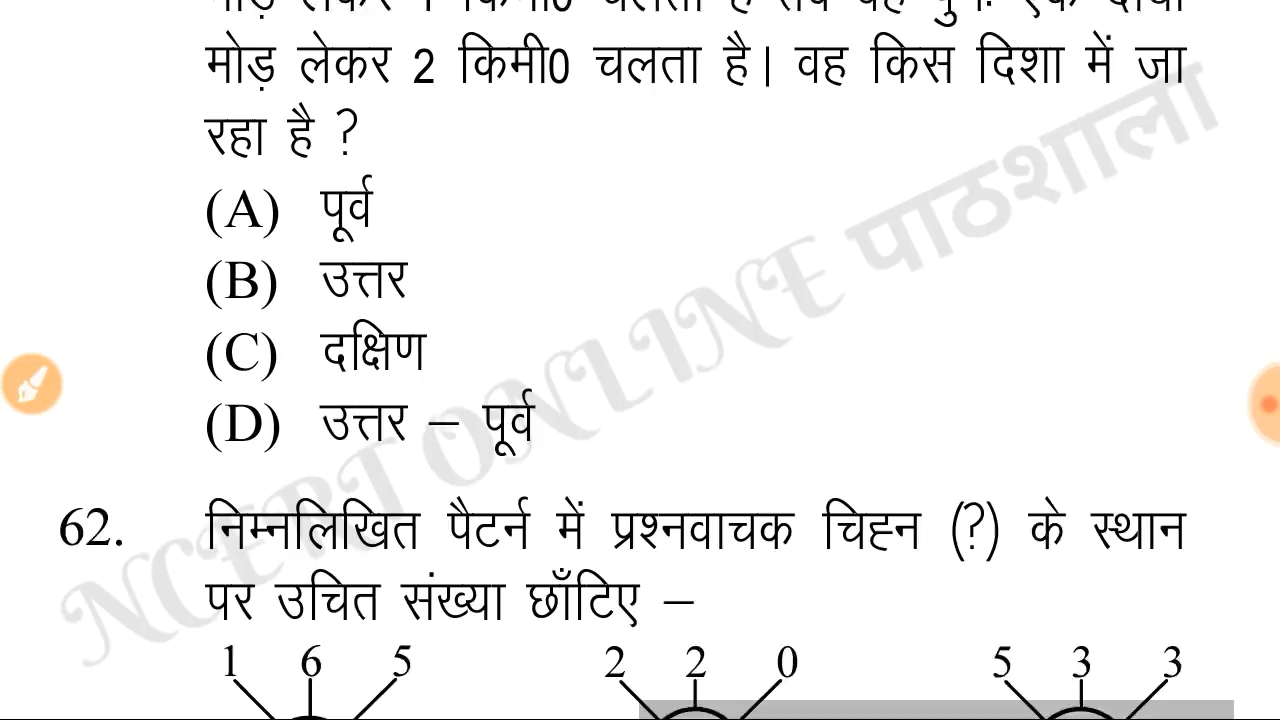 मोड़ लेकर 2 किमी0 चलता है। वह किस दिशा में जा
रहा है ?
(A) पूर्व
(B) उत्तर
(C) दक्षिण
(D) उत्तर – पूर्व
62. निम्नलिखित पैटर्न में प्रश्नवाचक चिह्न (?) के स्थान
पर उचित संख्या छाँटिए –
1 6 5 2 2 0 5 3 3
NCERT ONLINE पाठशाला